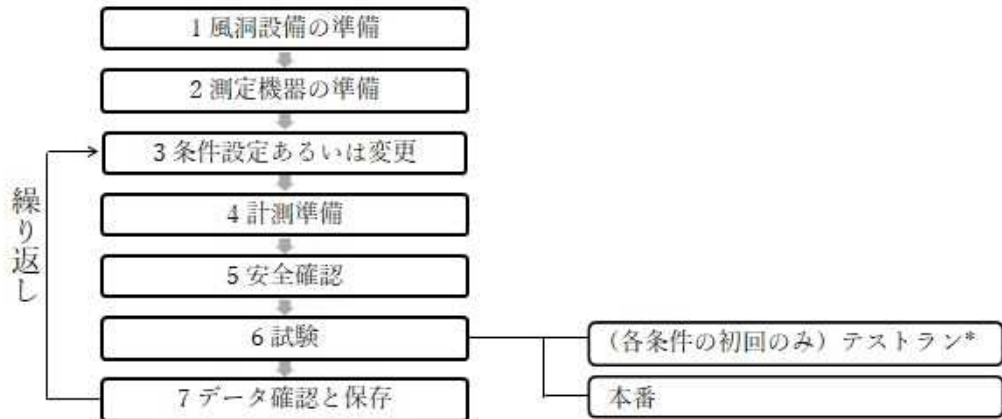 1 風洞設備の準備
2 測定機器の準備
3 条件設定あるいは変更
4 計測準備
5 安全確認
6 試験
7 データ確認と保存
繰り返し
（各条件の初回のみ）テストラン*
本番